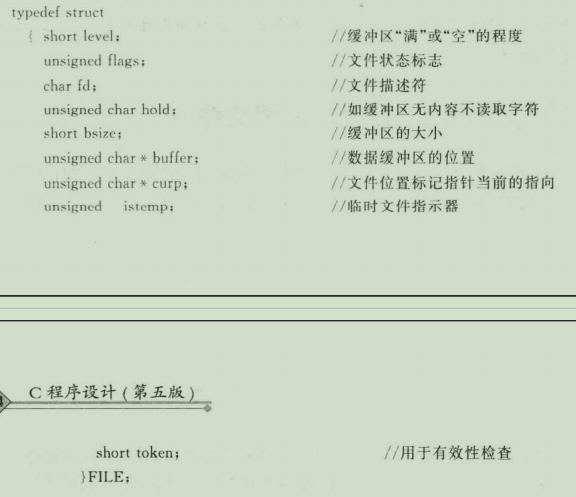 typedef struct
{ short level; //缓冲区“满”或“空”的程度
unsigned flags; //文件状态标志
char fd; //文件描述符
unsigned char hold; //如缓冲区无内容不读取字符
short bsize; //缓冲区的大小
unsigned char * buffer; //数据缓冲区的位置
unsigned char * curp; //文件位置标记指针当前的指向
unsigned istemp; //临时文件指示器
C 程序设计(第五版)
short token; //用于有效性检查
}FILE;